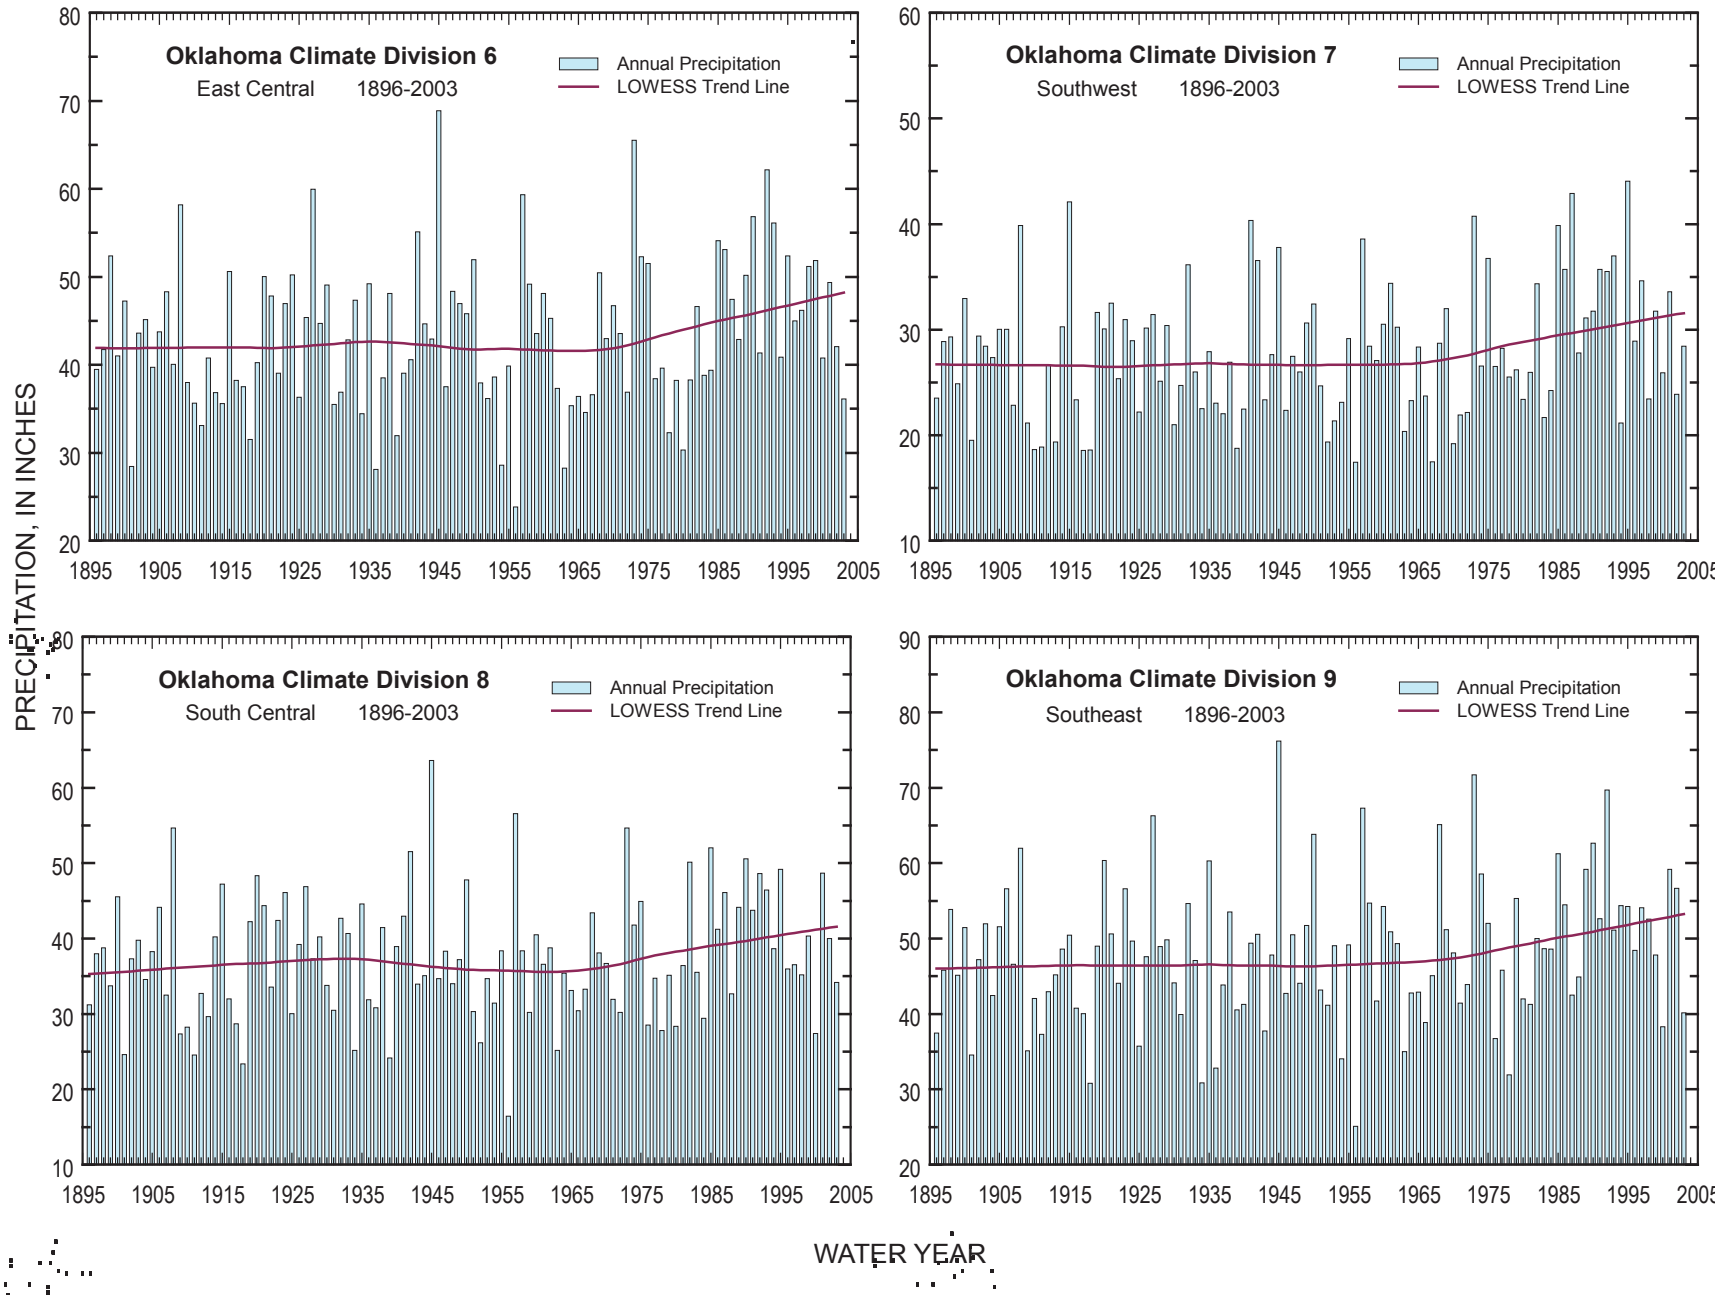 PRECIPITATION, IN INCHES
Oklahoma Climate Division 6
East Central 1896-2003
Annual Precipitation
LOWESS Trend Line
80
70
60
50
40
30
20
1895 1905 1915 1925 1935 1945 1955 1965 1975 1985 1995 2005
Oklahoma Climate Division 7
Southwest 1896-2003
Annual Precipitation
LOWESS Trend Line
60
50
40
30
20
10
1895 1905 1915 1925 1935 1945 1955 1965 1975 1985 1995 2005
Oklahoma Climate Division 8
South Central 1896-2003
Annual Precipitation
LOWESS Trend Line
80
70
60
50
40
30
20
10
1895 1905 1915 1925 1935 1945 1955 1965 1975 1985 1995 2005
Oklahoma Climate Division 9
Southeast 1896-2003
Annual Precipitation
LOWESS Trend Line
90
80
70
60
50
40
30
20
1895 1905 1915 1925 1935 1945 1955 1965 1975 1985 1995 2005
WATER YEAR